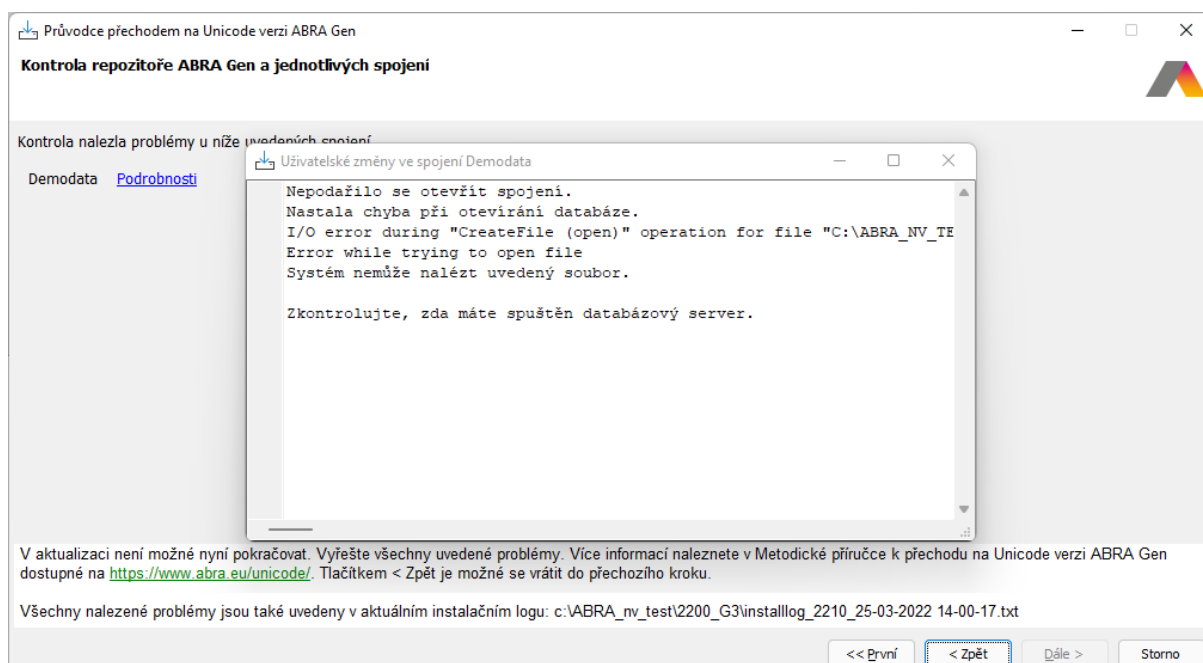 Průvodce přechodem na Unicode verzi ABRA Gen
Kontrola repozitoře ABRA Gen a jednotlivých spojení
Kontrola nalezla problémy u níže uvedených spojení
Demodata Podrobnosti
Uživatelské změny ve spojení Demodata
Nepodařilo se otevřít spojení.
Nastala chyba při otevírání databáze.
I/O error during "CreateFile (open)" operation for file "C:\ABRA_NV_TE
Error while trying to open file
Systém nemůže nalézt uvedený soubor.
Zkontrolujte, zda máte spuštěn databázový server.
V aktualizaci není možné nyní pokračovat. Vyřešte všechny uvedené problémy. Více informací naleznete v Metodické příručce k přechodu na Unicode verzi ABRA Gen
dostupné na https://www.abra.eu/unicode/. Tlačítkem < Zpět je možné se vrátit do přechozího kroku.
Všechny nalezené problémy jsou také uvedeny v aktuálním instalačním logu: c:\ABRA_nv_test\2200_G3\installlog_2210_25-03-2022 14-00-17.txt
<< První < Zpět Dále > Storno